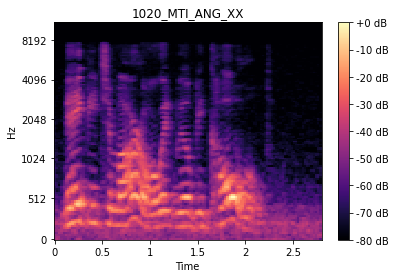 1020_MTI_ANG_XX
8192
4096
2048
1024
512
0
Hz
0
0.5
1
1.5
2
2.5
Time
+0 dB
-10 dB
-20 dB
-30 dB
-40 dB
-50 dB
-60 dB
-70 dB
-80 dB